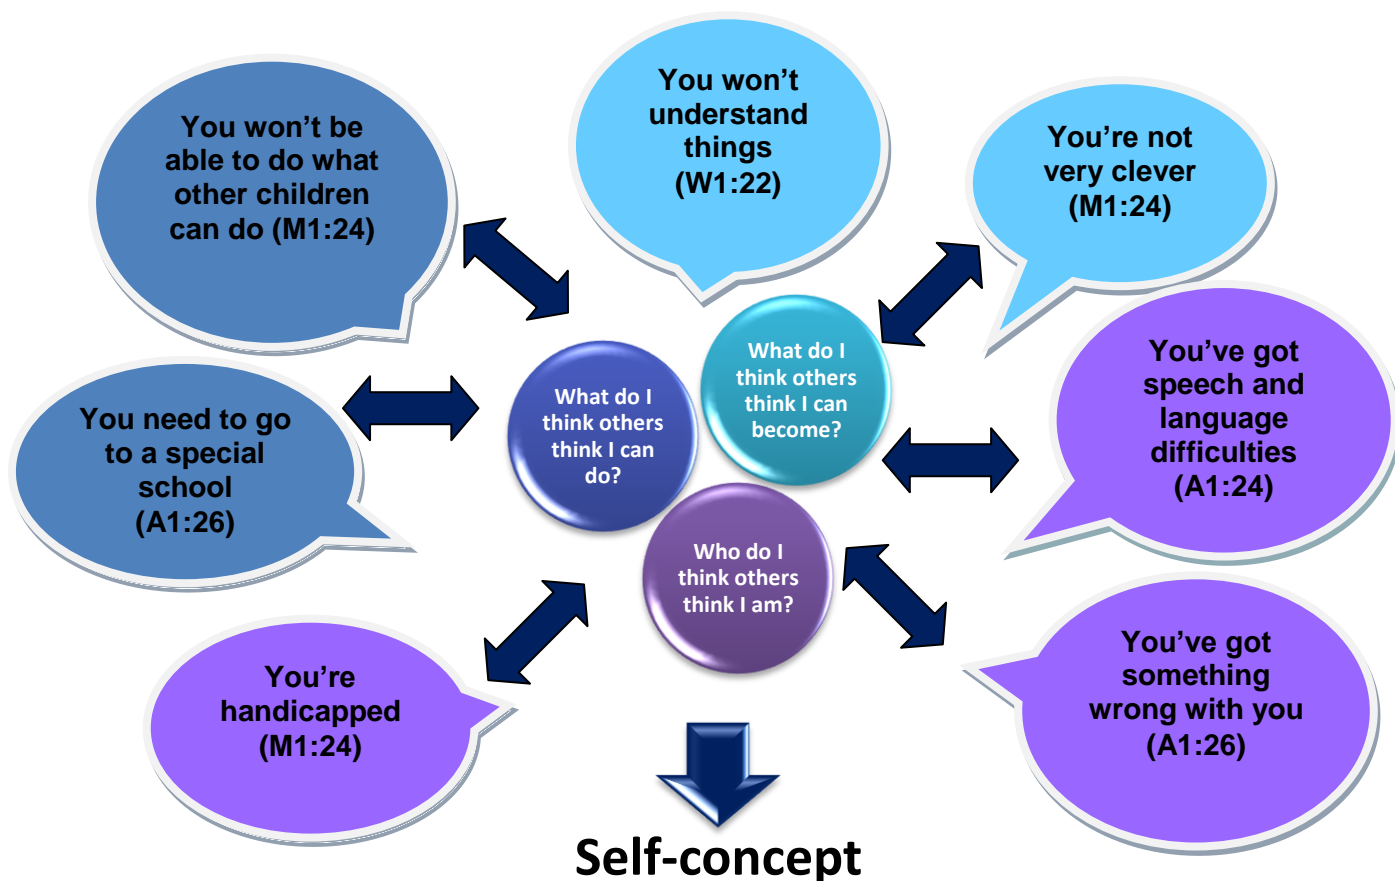 You won't be
able to do what
other children
can do (M1:24)
You won't
understand
things
(W1:22)
You're not
very clever
(M1:24)
You need to go
to a special
school
(A1:26)
What do I
think others
think I can
do?
What do I
think others
think I can
become?
You've got
speech and
language
difficulties
(A1:24)
Who do I
think others
think I am?
You're
handicapped
(M1:24)
You've got
something
wrong with you
(A1:26)
Self-concept